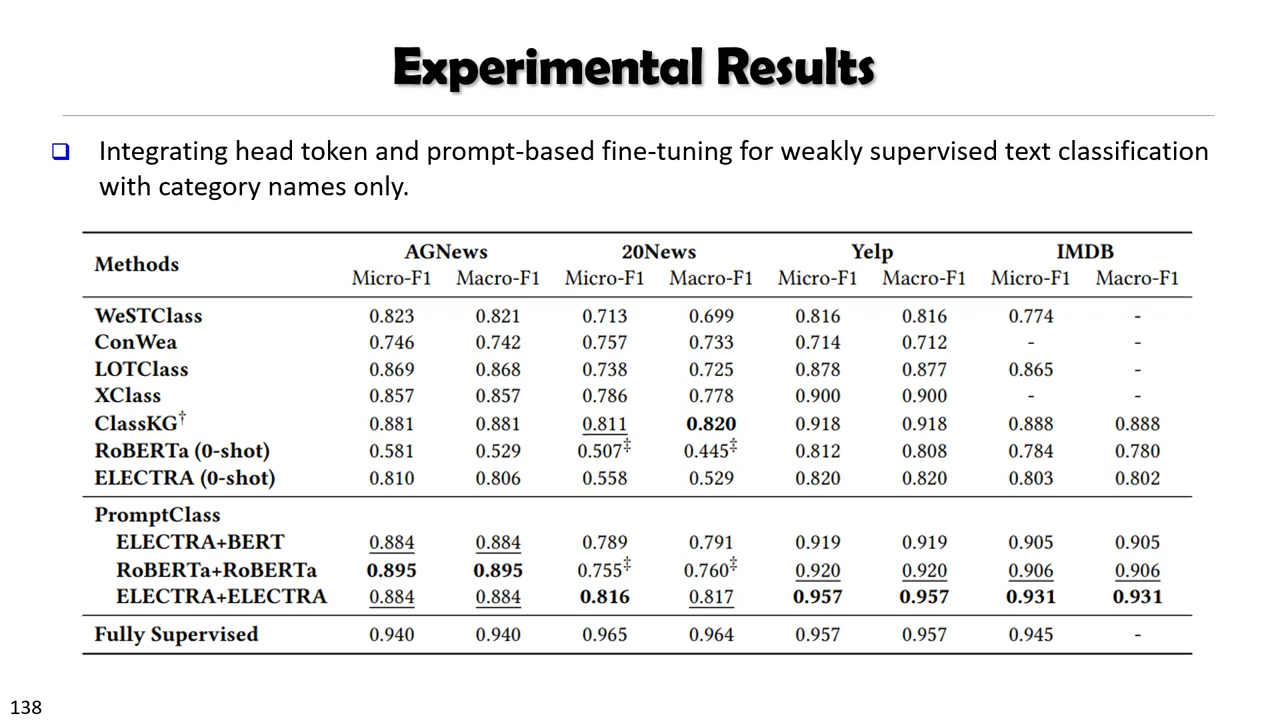 Experimental Results
Integrating head token and prompt-based fine-tuning for weakly supervised text classification
with category names only.
Methods AGNews 20News Yelp IMDB
Micro-F1 Macro-F1 Micro-F1 Macro-F1 Micro-F1 Macro-F1 Micro-F1 Macro-F1
WeSTClass 0.823 0.821 0.713 0.699 0.816 0.816 0.774 -
ConWea 0.746 0.742 0.757 0.733 0.714 0.712 - -
LOTClass 0.869 0.868 0.738 0.725 0.878 0.877 0.865 -
XClass 0.857 0.857 0.786 0.778 0.900 0.900 - -
ClassKG† 0.881 0.881 0.811 0.820 0.918 0.918 0.888 0.888
RoBERTa (0-shot) 0.581 0.529 0.507‡ 0.445‡ 0.812 0.808 0.784 0.780
ELECTRA (0-shot) 0.810 0.806 0.558 0.529 0.820 0.820 0.803 0.802
PromptClass
ELECTRA+BERT 0.884 0.884 0.789 0.791 0.919 0.919 0.905 0.905
RoBERTa+RoBERTa 0.895 0.895 0.755‡ 0.760‡ 0.920 0.920 0.906 0.906
ELECTRA+ELECTRA 0.884 0.884 0.816 0.817 0.957 0.957 0.931 0.931
Fully Supervised 0.940 0.940 0.965 0.964 0.957 0.957 0.945 -
138